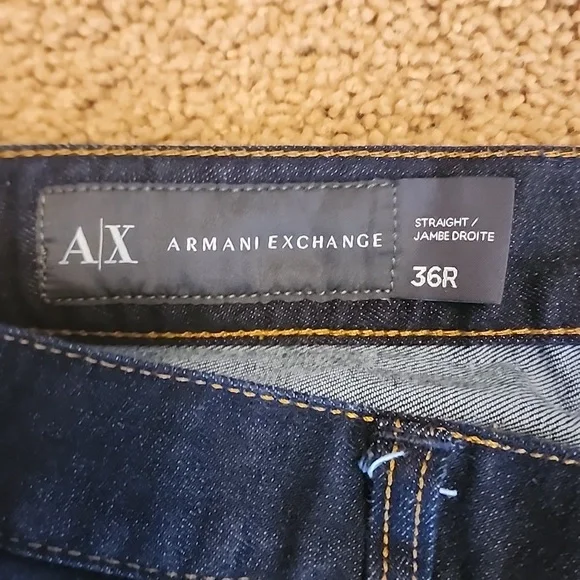 A|X ARMANI EXCHANGE
STRAIGHT /
JAMBE DROITE
36R